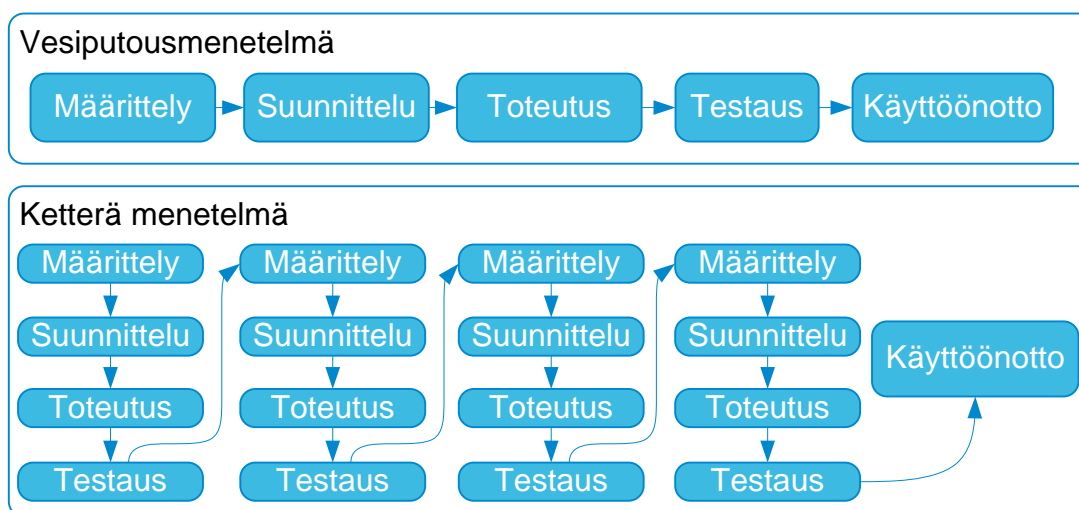 Vesiputousmenetelmä
Määrittely Suunnittelu Toteutus Testaus Käyttöönotto
Ketterä menetelmä
Määrittely Määrittely Määrittely Määrittely
Suunnittelu Suunnittelu Suunnittelu Suunnittelu
Käyttöönotto
Toteutus Toteutus Toteutus Toteutus
Testaus Testaus Testaus Testaus